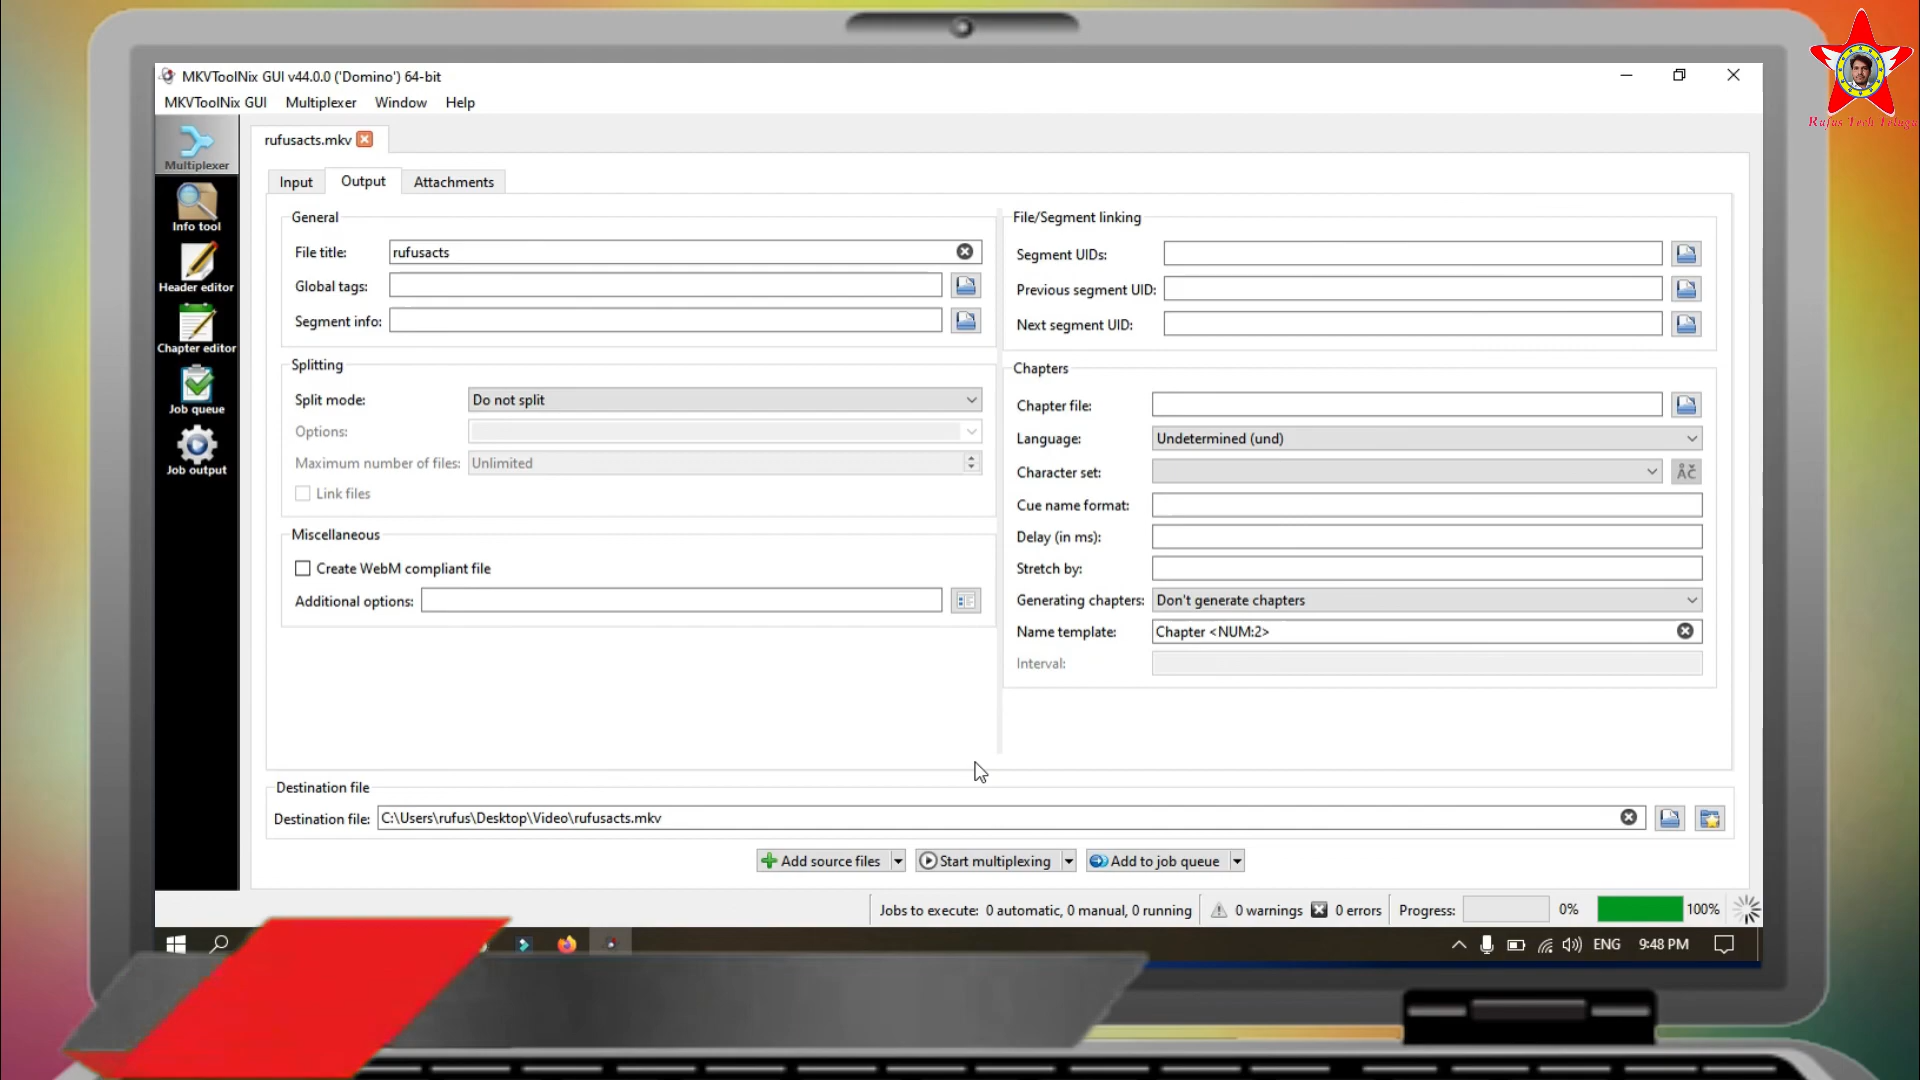 MKVToolNix GUI v44.0.0 ('Domino') 64-bit
MKVToolNix GUI Multiplexer Window Help
Multiplexer
Info tool
Header editor
Chapter editor
Job queue
Job output
rufusacts.mkv
Input Output Attachments
General
File title: rufusacts
Global tags:
Segment info:
Splitting
Split mode: Do not split
Options:
Maximum number of files: Unlimited
Link files
Miscellaneous
Create WebM compliant file
Additional options:
File/Segment linking
Segment UIDs:
Previous segment UID:
Next segment UID:
Chapters
Chapter file:
Language: Undetermined (und)
Character set: ÅČ
Cue name format:
Delay (in ms):
Stretch by:
Generating chapters: Don't generate chapters
Name template: Chapter <NUM:2>
Interval:
Destination file
Destination file: C:\Users\rufus\Desktop\Video\rufusacts.mkv
Add source files Start multiplexing Add to job queue
Jobs to execute: 0 automatic, 0 manual, 0 running 0 warnings 0 errors Progress: 0% 100%
ENG 9:48 PM
Rufus Tech Telugu